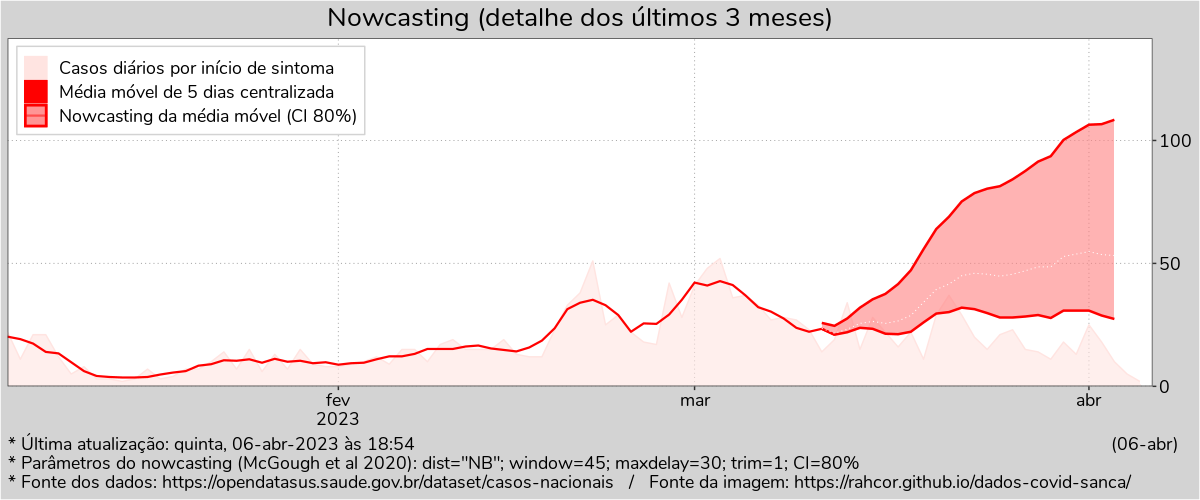 Nowcasting (detalhe dos últimos 3 meses)
Casos diários por início de sintoma
Média móvel de 5 dias centralizada
Nowcasting da média móvel (CI 80%)
100
50
0
fev
mar
abr
2023
* Última atualização: quinta, 06-abr-2023 às 18:54
(06-abr)
* Parâmetros do nowcasting (McGough et al 2020): dist="NB"; window=45; maxdelay=30; trim=1; CI=80%
* Fonte dos dados: https://opendatasus.saude.gov.br/dataset/casos-nacionais / Fonte da imagem: https://rahcor.github.io/dados-covid-sanca/